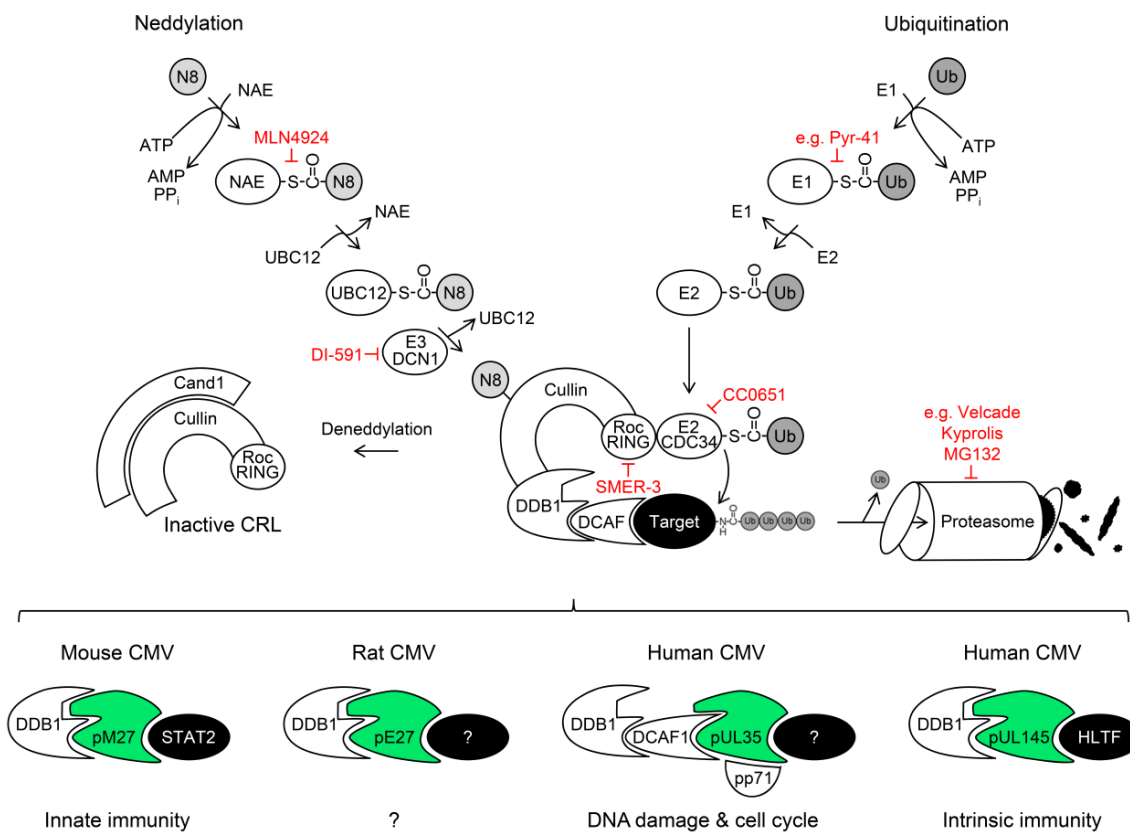 Neddylation
Ubiquitination
N8
NAE
ATP
AMP
PPi
MLN4924
NAE
S
C
O
N8
NAE
UBC12
UBC12
S
C
O
N8
UBC12
E3
DCN1
DI-591
N8
E1
Ub
ATP
AMP
PPi
e.g. Pyr-41
E1
S
C
O
Ub
E1
E2
E2
S
C
O
Ub
Cand1
Cullin
Roc
RING
Inactive CRL
Deneddylation
Cullin
Roc
RING
E2
CDC34
S
C
O
Ub
CC0651
SMER-3
DDB1
DCAF
Target
N
H
C
O
Ub Ub Ub Ub
Ub
e.g. Velcade
Kyprolis
MG132
Proteasome
Mouse CMV
DDB1
pM27
STAT2
Innate immunity
Rat CMV
DDB1
pE27
?
?
Human CMV
DDB1
DCAF1
pUL35
?
pp71
DNA damage & cell cycle
Human CMV
DDB1
pUL145
HLTF
Intrinsic immunity